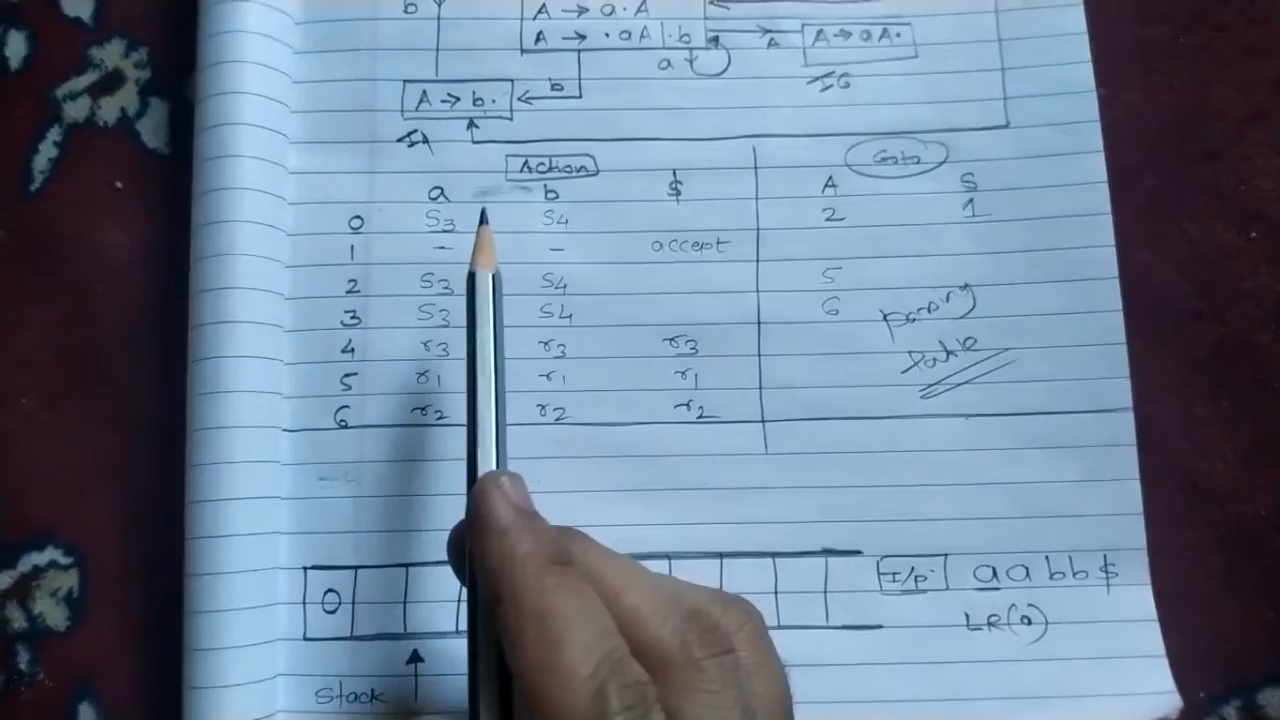 b
A → a·A
A → ·aA | ·b
A
A → aA·
a
I6
b
A → b·
I4
Action
Goto
a b $ A S
0 S3 S4 2 1
1 - - accept
2 S3 S4 5
3 S3 S4 6
4 r3 r3 r3
5 r1 r1 r1
6 r2 r2 r2
parsing
table
0
I/p· a a b b $
LR(0)
Stack